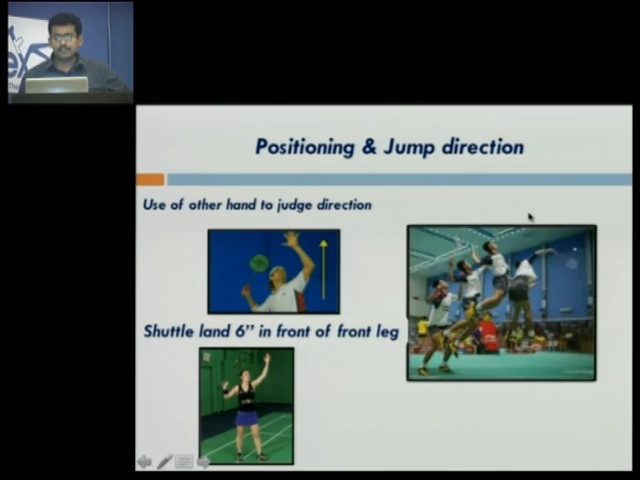 Positioning & Jump direction
Use of other hand to judge direction
Shuttle land 6" in front of front leg